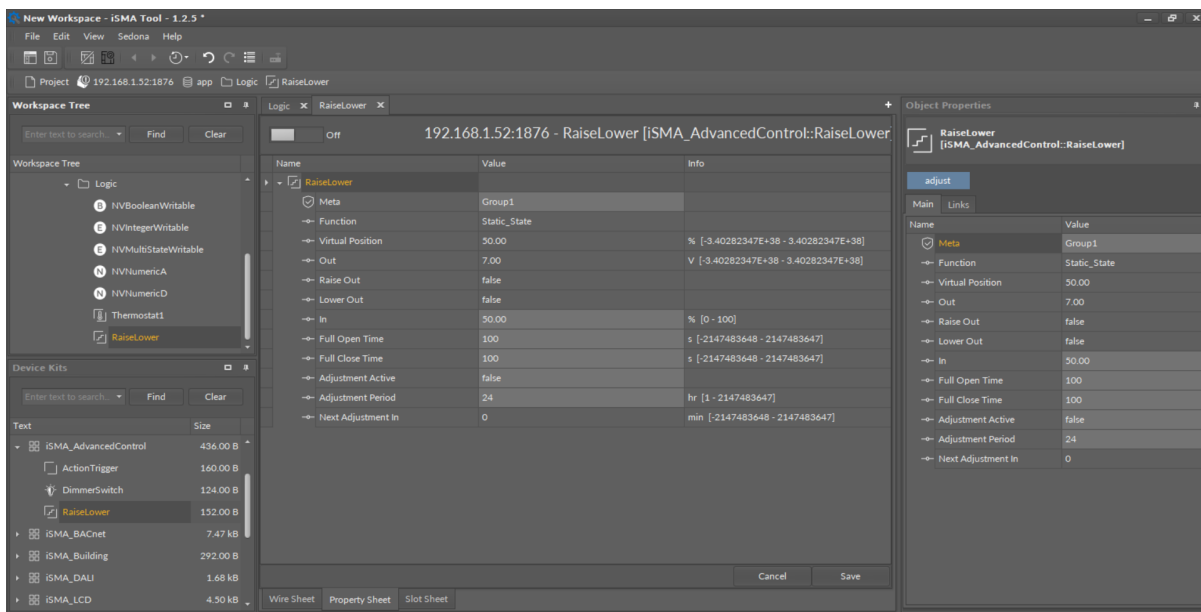 New Workspace - iSMA Tool - 1.2.5 *
File Edit View Sedona Help
Project 192.168.1.52:1876 app Logic RaiseLower
Workspace Tree
Enter text to search... Find Clear
Workspace Tree
Logic
NVBooleanWritable
NVIntegerWritable
NVMultiStateWritable
NVNumericA
NVNumericD
Thermostat1
RaiseLower
Device Kits
Enter text to search... Find Clear
Text Size
iSMA_AdvancedControl 436.00 B
ActionTrigger 160.00 B
DimmerSwitch 124.00 B
RaiseLower 152.00 B
iSMA_BACnet 7.47 kB
iSMA_Building 292.00 B
iSMA_DALI 1.68 kB
iSMA_LCD 4.50 kB
Logic RaiseLower
Off 192.168.1.52:1876 - RaiseLower [iSMA_AdvancedControl::RaiseLower]
Name Value Info
RaiseLower
Meta Group1
Function Static_State
Virtual Position 50.00 % [-3.40282347E+38 - 3.40282347E+38]
Out 7.00 V [-3.40282347E+38 - 3.40282347E+38]
Raise Out false
Lower Out false
In 50.00 % [0 - 100]
Full Open Time 100 s [-2147483648 - 2147483647]
Full Close Time 100 s [-2147483648 - 2147483647]
Adjustment Active false
Adjustment Period 24 hr [1 - 2147483647]
Next Adjustment In 0 min [-2147483648 - 2147483647]
Cancel Save
Wire Sheet Property Sheet Slot Sheet
Object Properties
RaiseLower
[iSMA_AdvancedControl::RaiseLower]
adjust
Main Links
Name Value
Meta Group1
Function Static_State
Virtual Position 50.00
Out 7.00
Raise Out false
Lower Out false
In 50.00
Full Open Time 100
Full Close Time 100
Adjustment Active false
Adjustment Period 24
Next Adjustment In 0